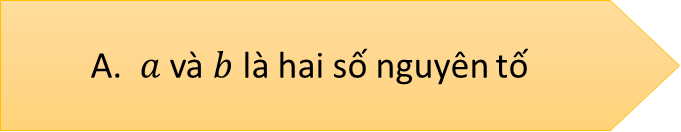 A. a và b là hai số nguyên tố